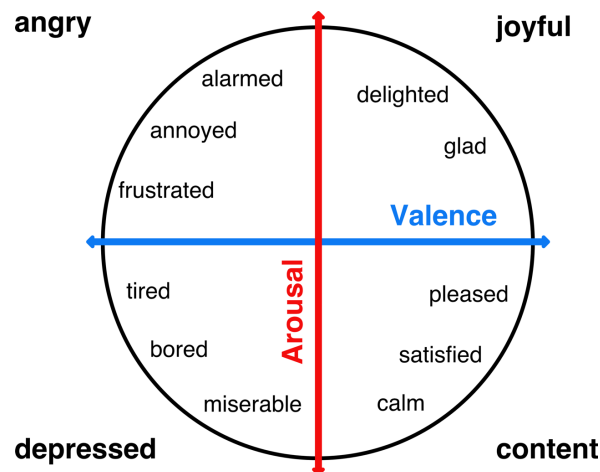 angry
joyful
alarmed
delighted
annoyed
glad
frustrated
Valence
Arousal
tired
pleased
bored
satisfied
miserable
calm
depressed
content